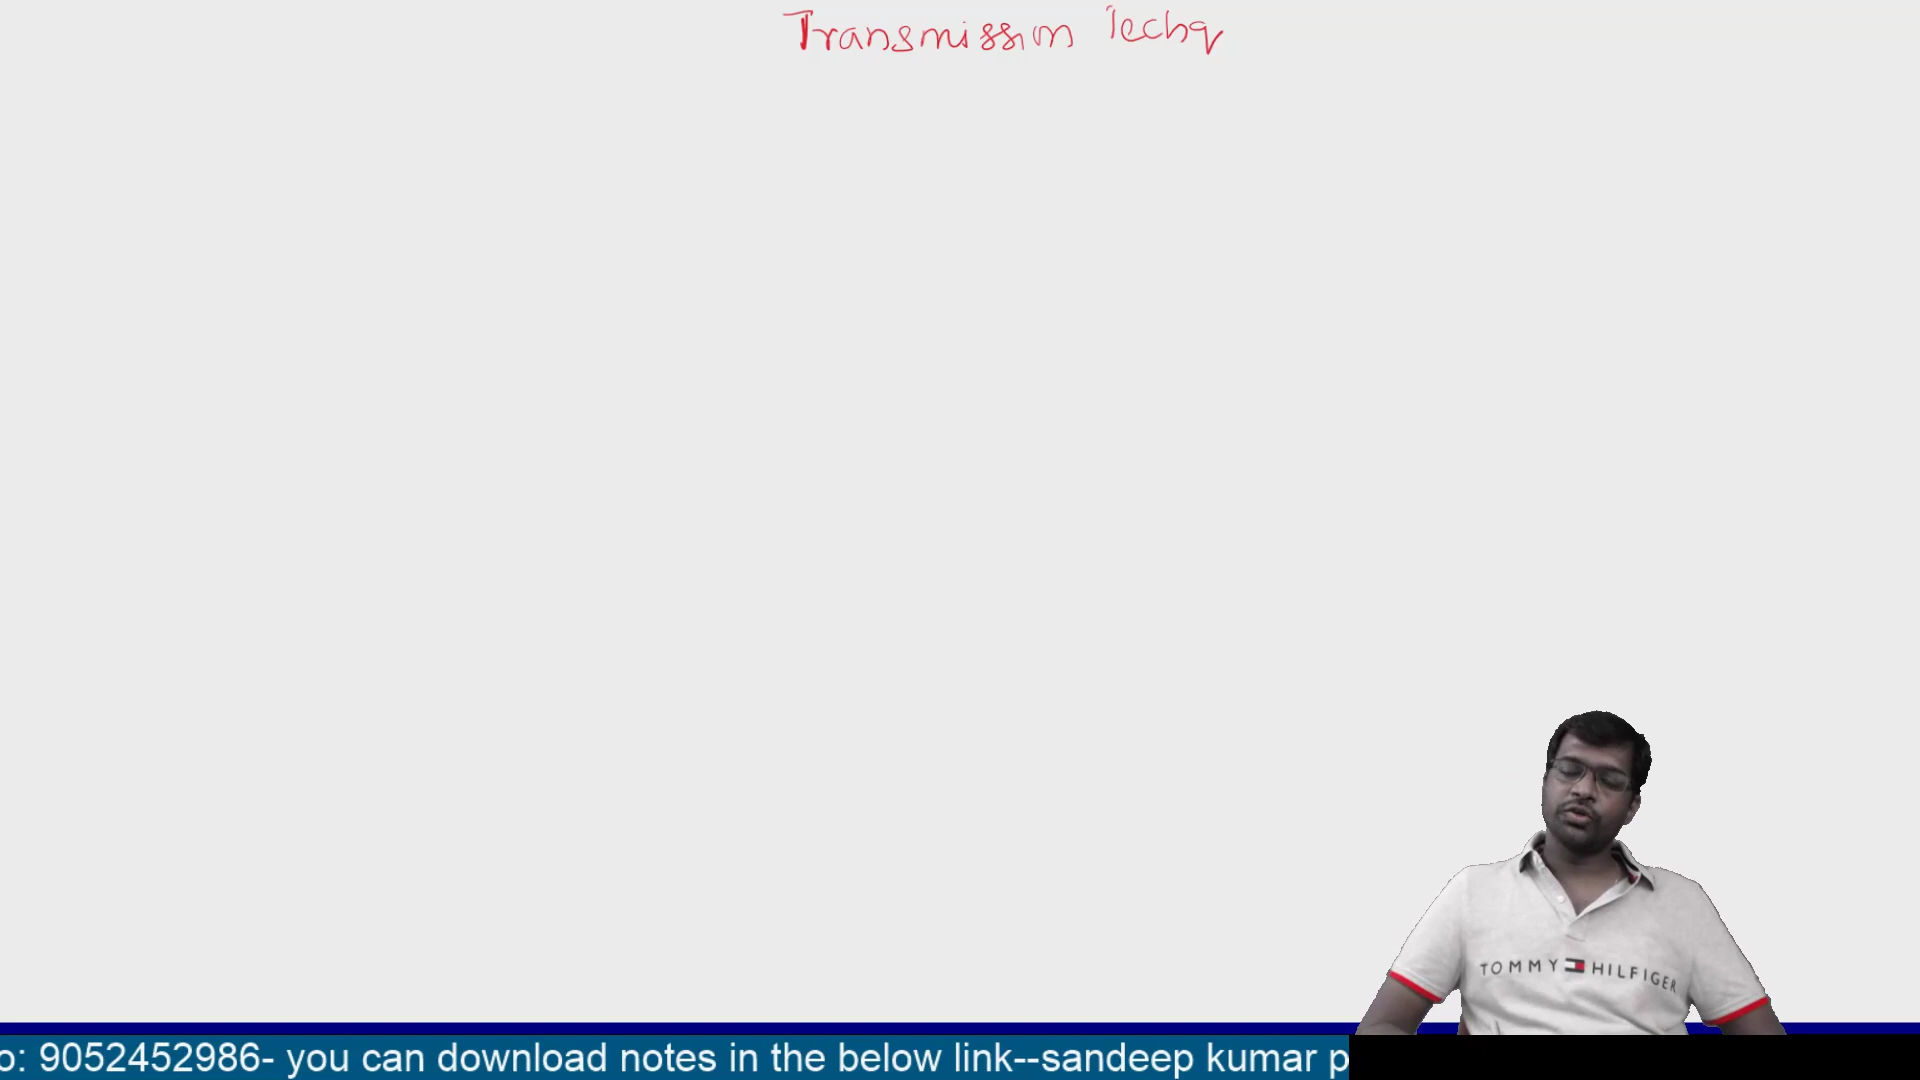 Transmission Techq
TOMMY HILFIGER
o: 9052452986- you can download notes in the below link--sandeep kumar p